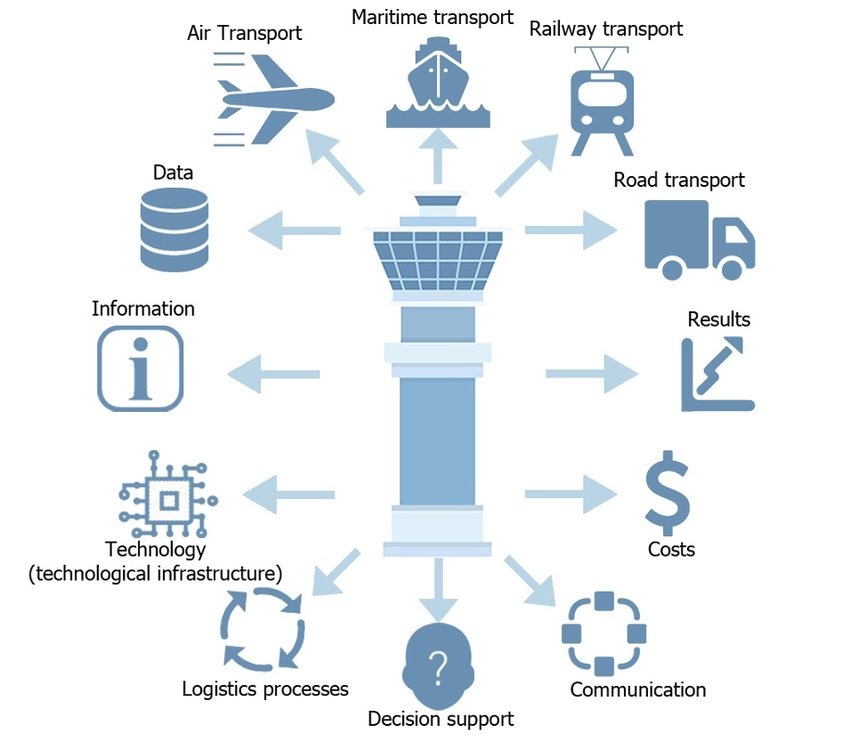 Maritime transport
Air Transport
Railway transport
Data
Road transport
Information
Results
Technology
(technological infrastructure)
Costs
Logistics processes
Decision support
Communication
i
$
?